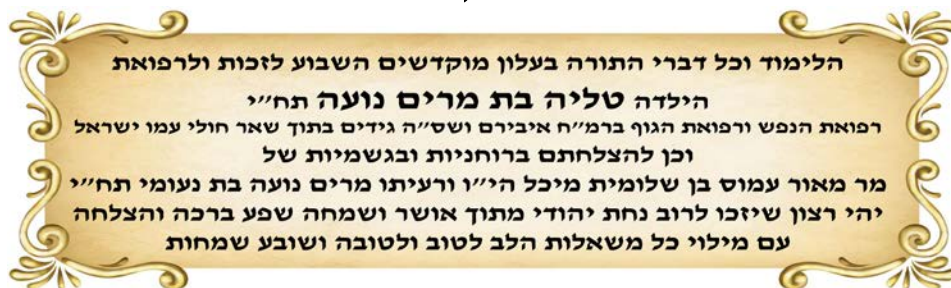 הלימוד וכל דברי התורה בעלון מוקדשים השבוע לזכות ולרפואת
הילדה טליה בת מרים נועה תח״י
רפואת הנפש ורפואת הגוף ברמ״ח איבירם ושס״ה גידים בתוך שאר חולי עמו ישראל
וכן להצלחתם ברוחניות ובגשמיות של
מר מאור עמוס בן שלומית מיכל הי״ו ורעיתו מרים נועה בת נעומי תח״י
יהי רצון שיזכו לרוב נחת יהודי מתוך אושר ושמחה שפע ברכה והצלחה
עם מילוי כל משאלות הלב לטוב ולטובה ושובע שמחות